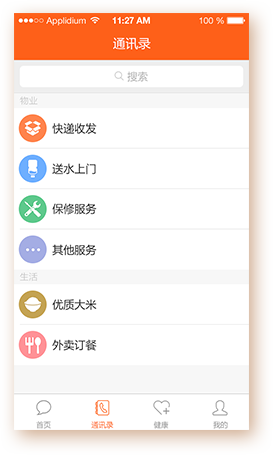 Applidium 11:27 AM 100 %
通讯录
搜索
物业
快递收发
送水上门
保修服务
其他服务
生活
优质大米
外卖订餐
首页 通讯录 健康 我的